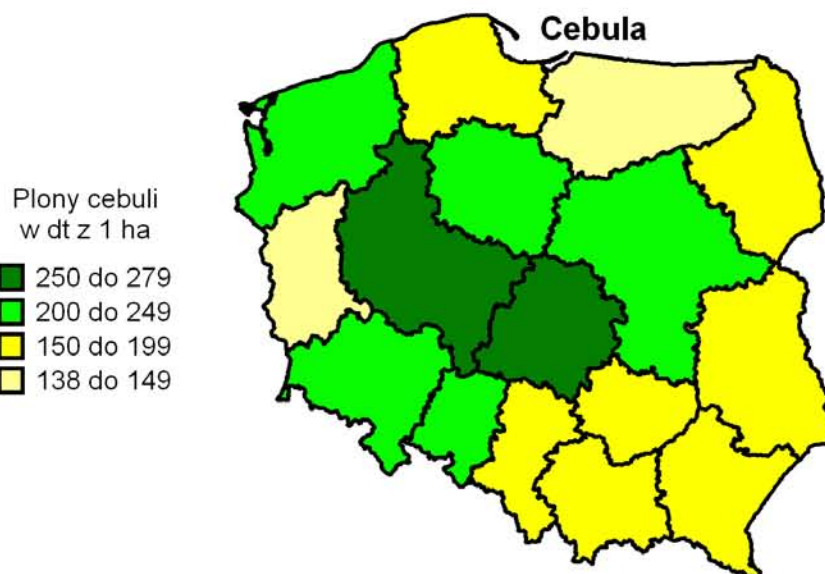 Cebula
Plony cebuli
w dt z 1 ha
250 do 279
200 do 249
150 do 199
138 do 149